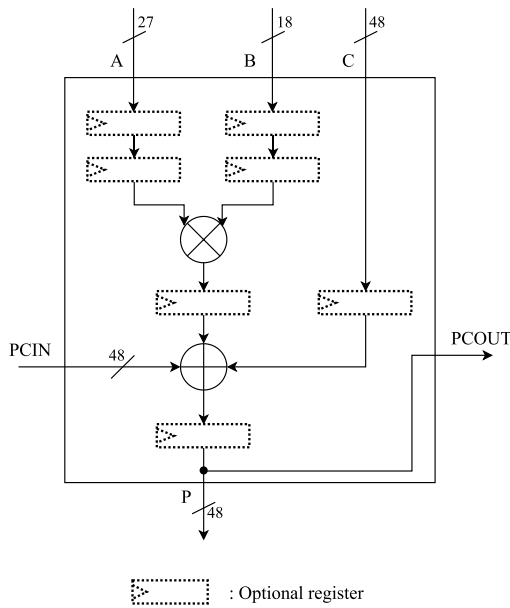 27
18
48
A
B
C
PCIN
48
PCOUT
P
48
: Optional register